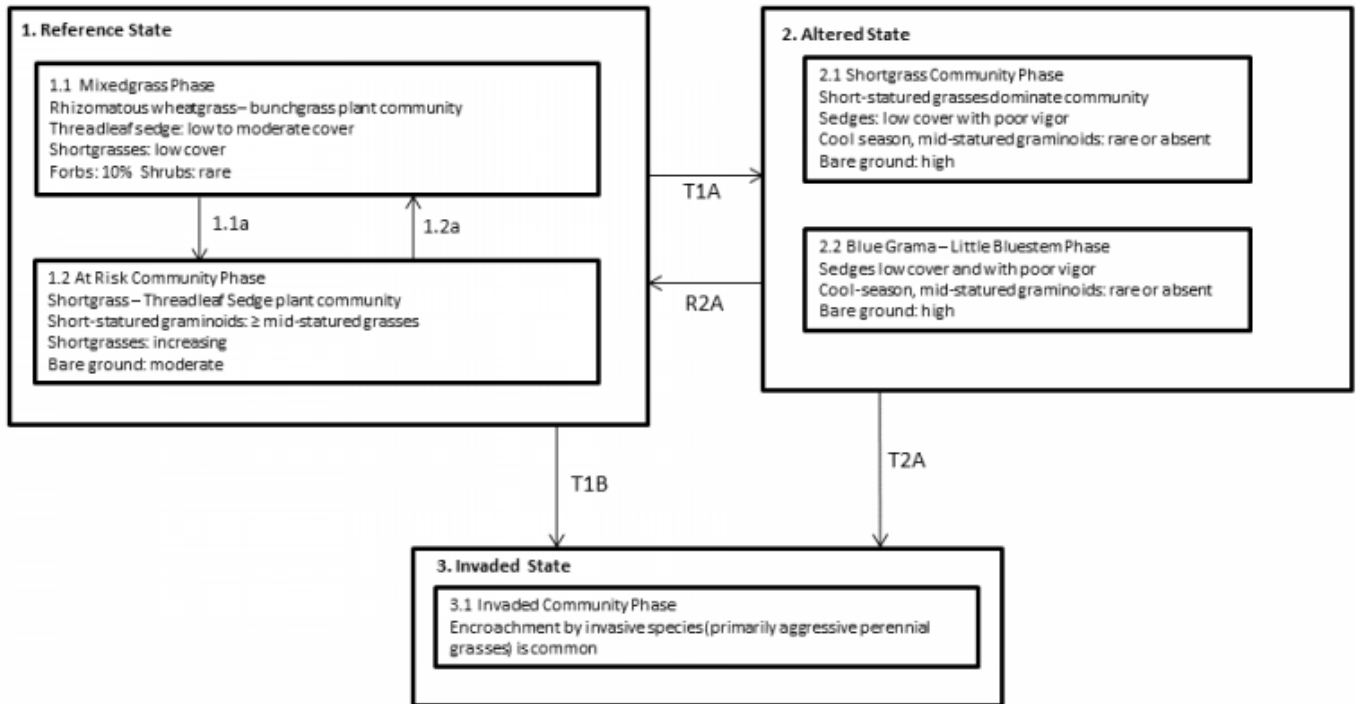 1. Reference State
1.1 Mixedgrass Phase
Rhizomatous wheatgrass– bunchgrass plant community
Threadleaf sedge: low to moderate cover
Shortgrasses: low cover
Forbs: 10% Shrubs: rare
1.1a
1.2a
1.2 At Risk Community Phase
Shortgrass – Threadleaf Sedge plant community
Short-statured graminoids: ≥ mid-statured grasses
Shortgrasses: increasing
Bare ground: moderate
T1A
R2A
2. Altered State
2.1 Shortgrass Community Phase
Short-statured grasses dominate community
Sedges: low cover with poor vigor
Cool season, mid-statured graminoids: rare or absent
Bare ground: high
2.2 Blue Grama – Little Bluestem Phase
Sedges low cover and with poor vigor
Cool-season, mid-statured graminoids: rare or absent
Bare ground: high
T1B
T2A
3. Invaded State
3.1 Invaded Community Phase
Encroachment by invasive species (primarily aggressive perennial
grasses) is common